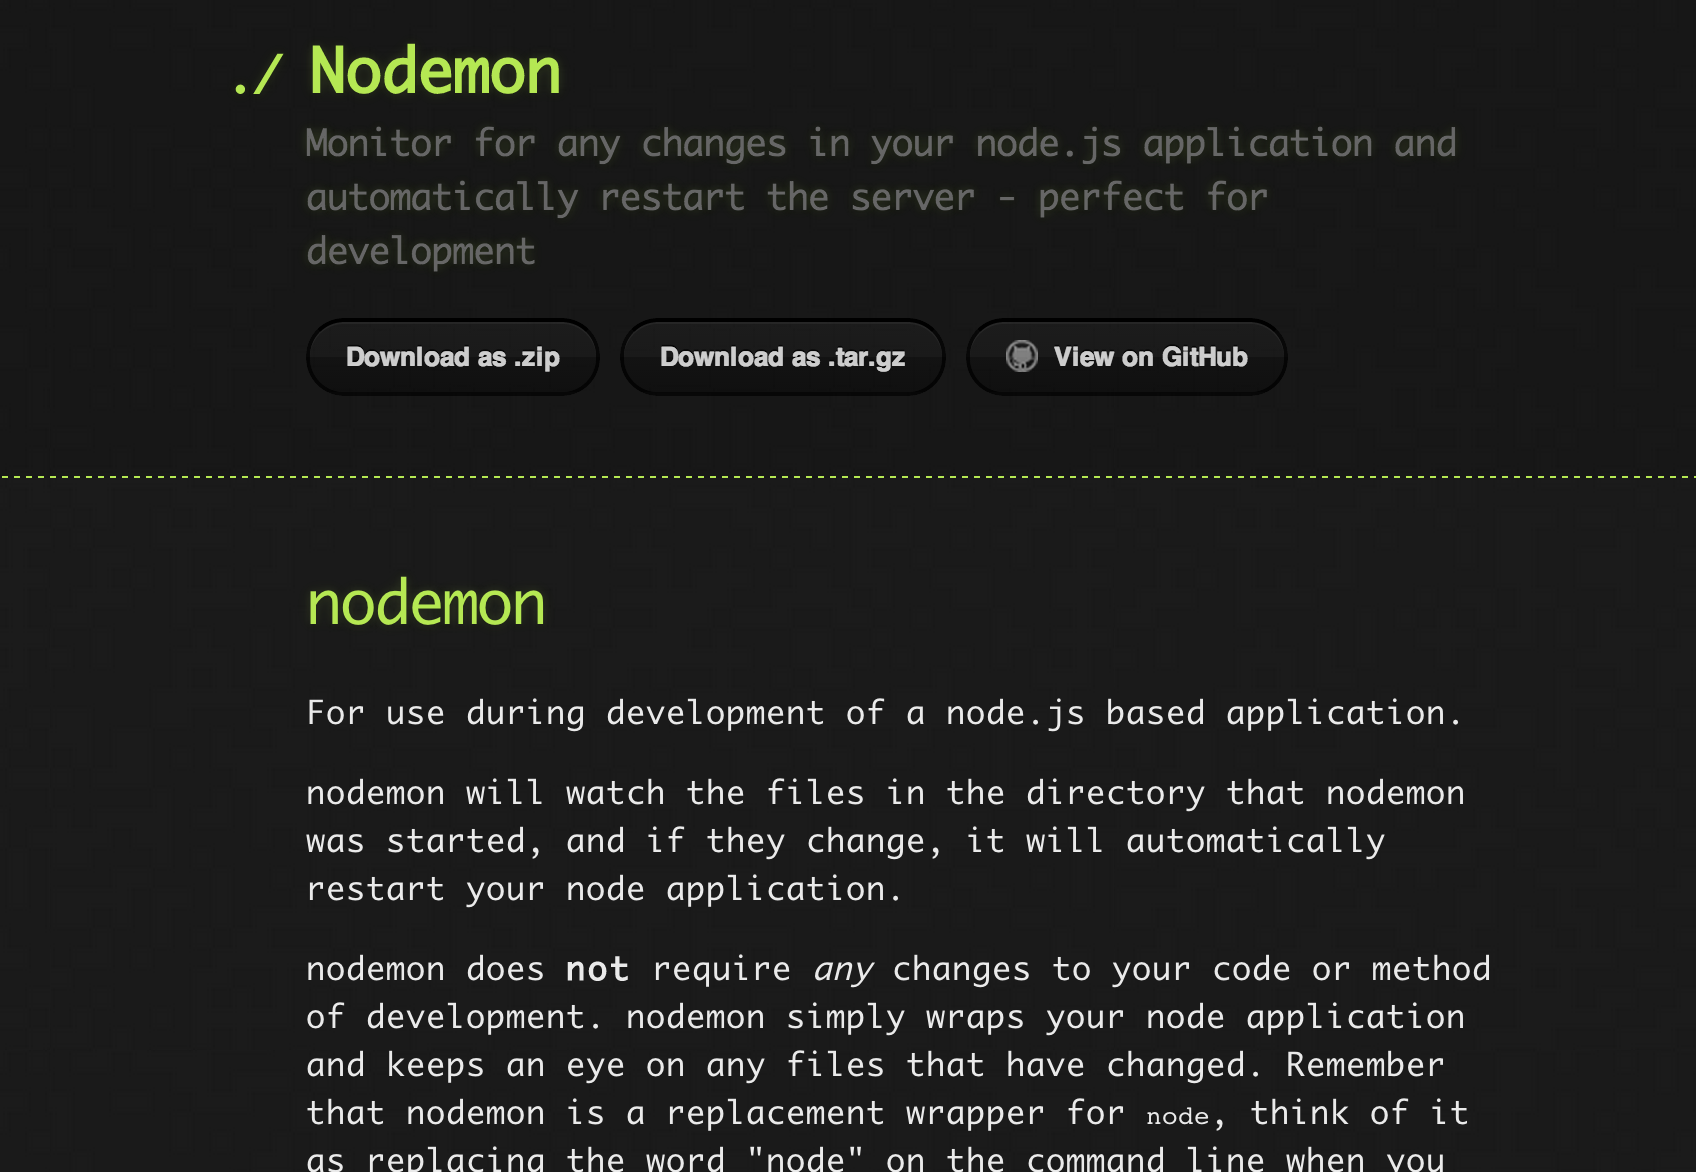 ./ Nodemon
Monitor for any changes in your node.js application and
automatically restart the server - perfect for
development
Download as .zip
Download as .tar.gz
View on GitHub
nodemon
For use during development of a node.js based application.
nodemon will watch the files in the directory that nodemon
was started, and if they change, it will automatically
restart your node application.
nodemon does not require any changes to your code or method
of development. nodemon simply wraps your node application
and keeps an eye on any files that have changed. Remember
that nodemon is a replacement wrapper for node, think of it
as replacing the word "node" on the command line when you